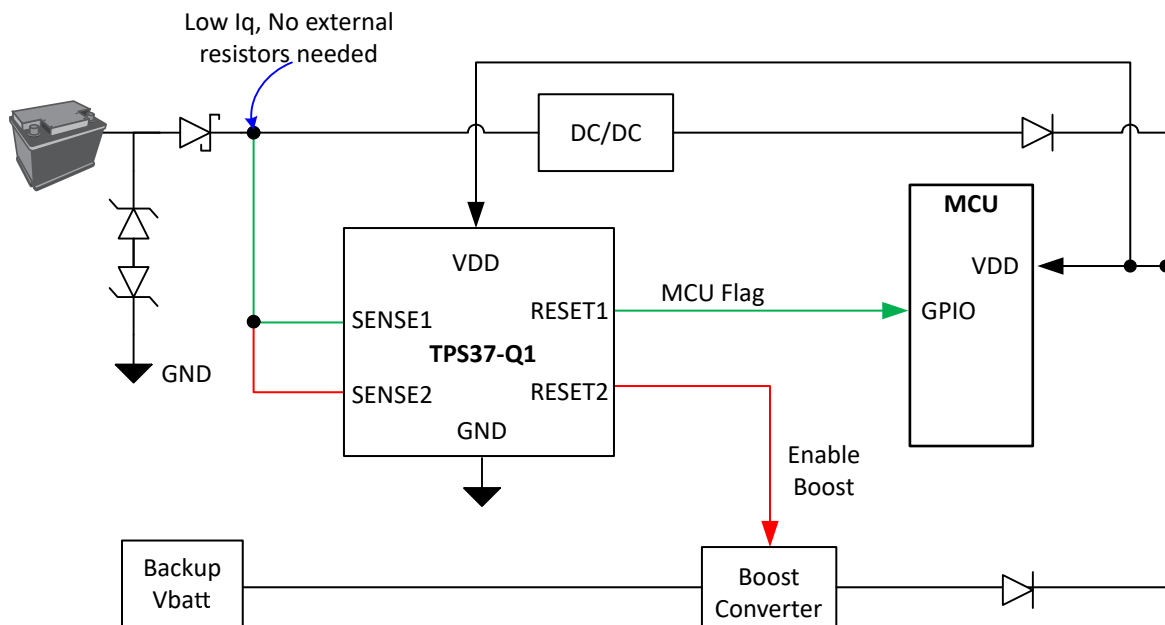 Low Iq, No external
resistors needed
DC/DC
MCU
VDD
VDD
MCU Flag
RESET1
GPIO
SENSE1
TPS37-Q1
GND
SENSE2
RESET2
GND
Enable
Boost
Backup
Vbatt
Boost
Converter